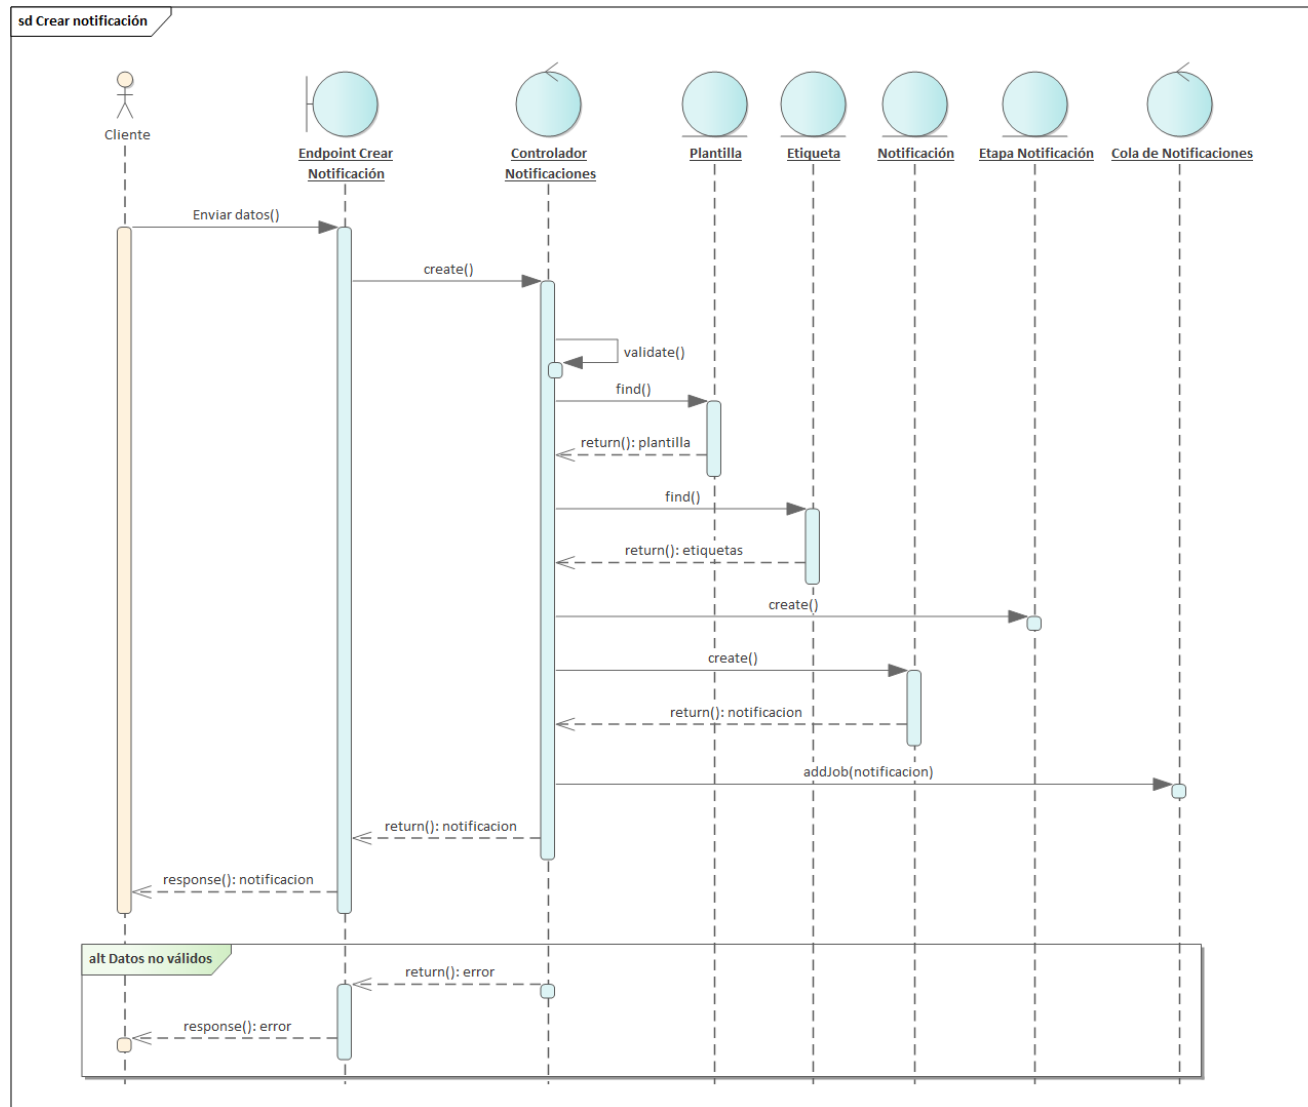 sd Crear notificación
Cliente
Endpoint Crear
Notificación
Controlador
Notificaciones
Plantilla
Etiqueta
Notificación
Etapa Notificación
Cola de Notificaciones
Enviar datos()
create()
validate()
find()
return(): plantilla
find()
return(): etiquetas
create()
create()
return(): notificacion
addJob(notificacion)
return(): notificacion
response(): notificacion
alt Datos no válidos
return(): error
response(): error